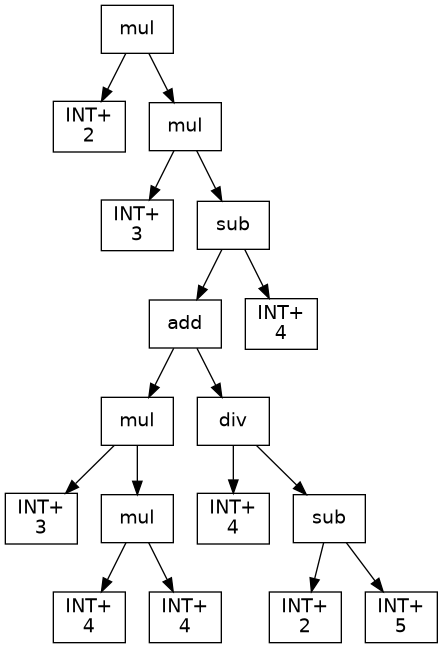 mul
INT+
2
mul
INT+
3
sub
add
INT+
4
mul
div
INT+
3
mul
INT+
4
sub
INT+
4
INT+
4
INT+
2
INT+
5